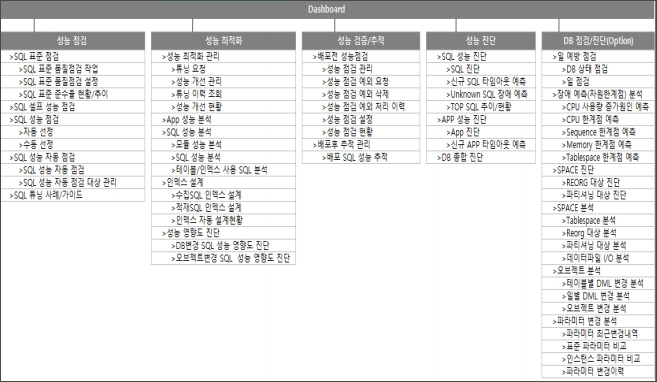 Dashboard
성능 점검
>SQL 표준 점검
>SQL 표준 품질점검 작업
>SQL 표준 품질점검 설정
>SQL 표준 준수율 현황/추이
>SQL 셀프 성능 점검
>SQL 성능 점검
>자동 선정
>수동 선정
>SQL 성능 자동 점검
>SQL 성능 자동 점검
>SQL 성능 자동 점검 대상 관리
>SQL 튜닝 사례/가이드
성능 최적화
>성능 최적화 관리
>튜닝 요청
>성능 개선 관리
>튜닝 이력 조회
>성능 개선 현황
>App 성능 분석
>SQL 성능 분석
>모듈 성능 분석
>SQL 성능 분석
>테이블/인덱스 사용 SQL 분석
>인덱스 설계
>수집SQL 인덱스 설계
>적재SQL 인덱스 설계
>인덱스 자동 설계현황
>성능 영향도 진단
>DB변경 SQL 성능 영향도 진단
>오브젝트변경 SQL 성능 영향도 진단
성능 검증/추적
>배포전 성능점검
>성능 점검 관리
>성능 점검 예외 요청
>성능 점검 예외 삭제
>성능 점검 예외 처리 이력
>성능 점검 설정
>성능 점검 현황
>배포후 추적 관리
>배포 SQL 성능 추적
성능 진단
>SQL 성능 진단
>SQL 진단
>신규 SQL 타임아웃 예측
>Unknown SQL 장애 예측
>TOP SQL 추이/현황
>APP 성능 진단
>App 진단
>신규 APP 타임아웃 예측
>DB 종합 진단
DB 점검/진단(Option)
>일 예방 점검
>DB 상태 점검
>일 점검
>장애 예측(자원한계점) 분석
>CPU 사용량 증가원인 예측
>CPU 한계점 예측
>Sequence 한계점 예측
>Memory 한계점 예측
>Tablespace 한계점 예측
>SPACE 진단
>REORG 대상 진단
>파티셔닝 대상 진단
>SPACE 분석
>Tablespace 분석
>Reorg 대상 분석
>파티셔닝 대상 분석
>데이터파일 I/O 분석
>오브젝트 분석
>테이블별 DML 변경 분석
>일별 DML 변경 분석
>오브젝트 변경 분석
>파라미터 변경 분석
>파라미터 최근변경내역
>표준 파라미터 비교
>인스턴스 파라미터 비교
>파라미터 변경이력